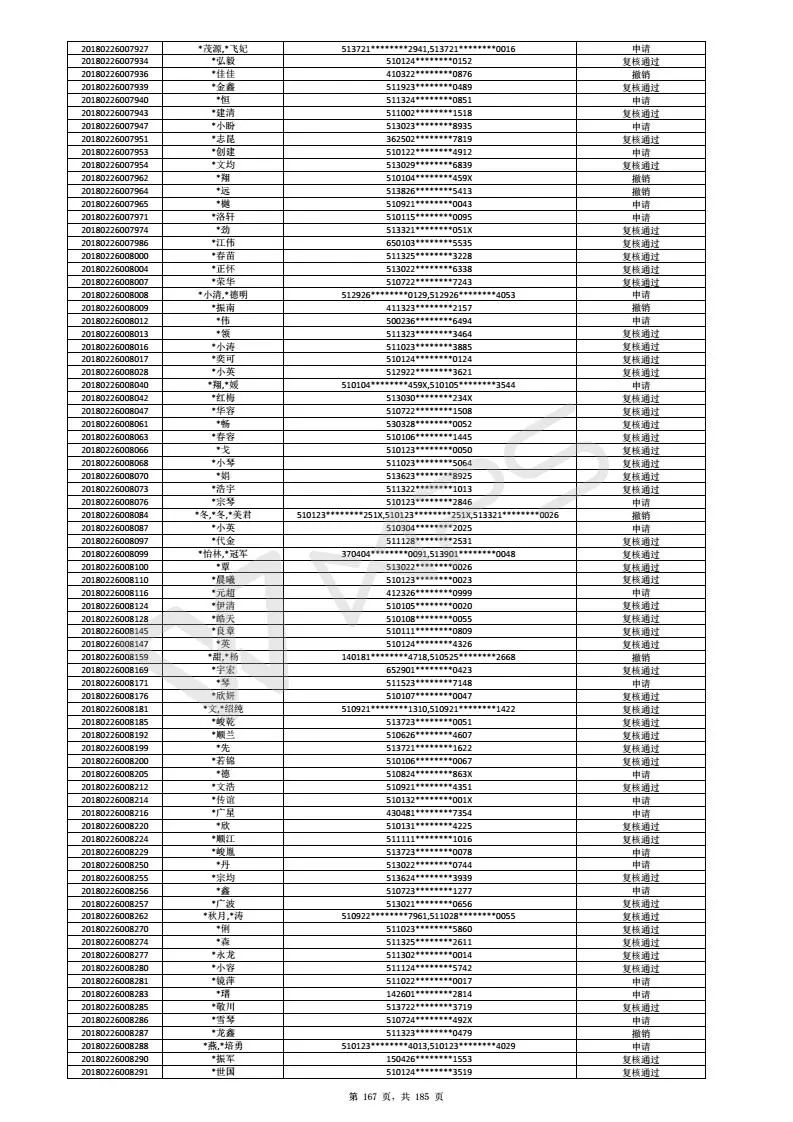 20180226007927 *茂源,*飞妃 513721********2941,513721********0016 申请
20180226007934 *弘毅 510124********0152 复核通过
20180226007936 *佳佳 410322********0876 撤销
20180226007939 *金鑫 511923********0489 复核通过
20180226007940 *恒 511324********0851 申请
20180226007943 *建清 511002********1518 复核通过
20180226007947 *小盼 513023********8935 申请
20180226007951 *志昆 362502********7819 复核通过
20180226007953 *创建 510122********4912 申请
20180226007954 *文均 513029********6839 复核通过
20180226007962 *翔 510104********459X 撤销
20180226007964 *远 513826********5413 撤销
20180226007965 *樾 510921********0043 申请
20180226007971 *洛轩 510115********0095 申请
20180226007974 *劲 513321********051X 复核通过
20180226007986 *江伟 650103********5535 复核通过
20180226008000 *春苗 511325********3228 复核通过
20180226008004 *正怀 513022********6338 复核通过
20180226008007 *荣华 510722********7243 复核通过
20180226008008 *小清,*德明 512926********0129,512926********4053 申请
20180226008009 *振南 411323********2157 撤销
20180226008012 *伟 500236********6494 申请
20180226008013 *领 511323********3464 复核通过
20180226008016 *小涛 511023********3885 复核通过
20180226008017 *奕可 510124********0124 复核通过
20180226008028 *小英 512922********3621 复核通过
20180226008040 *翔,*媛 510104********459X,510105********3544 申请
20180226008042 *红梅 513030********234X 复核通过
20180226008047 *华容 510722********1508 复核通过
20180226008061 *畅 530328********0052 复核通过
20180226008063 *春容 510106********1445 复核通过
20180226008066 *戈 510123********0050 复核通过
20180226008068 *小琴 511023********5064 复核通过
20180226008070 *娟 513623********8925 复核通过
20180226008073 *浩宇 511322********1013 复核通过
20180226008076 *宗琴 510123********2846 申请
20180226008084 *冬,*冬,*美君 510123********251X,510123********251X,513321********0026 撤销
20180226008087 *小英 510304********2025 申请
20180226008097 *代金 511128********2531 复核通过
20180226008099 *怡林,*冠军 370404********0091,513901********0048 复核通过
20180226008100 *覃 513022********0026 复核通过
20180226008110 *晨曦 510123********0023 复核通过
20180226008116 *元超 412326********0999 申请
20180226008124 *伊清 510105********0020 复核通过
20180226008128 *皓天 510108********0055 复核通过
20180226008145 *良章 510111********0809 复核通过
20180226008147 *英 510124********4326 复核通过
20180226008159 *甜,*杨 140181********4718,510525********2668 撤销
20180226008169 *宇宏 652901********0423 复核通过
20180226008171 *琴 511523********7148 申请
20180226008176 *欣妍 510107********0047 复核通过
20180226008181 *文,*绍纯 510921********1310,510921********1422 复核通过
20180226008185 *峻乾 513723********0051 复核通过
20180226008192 *顺兰 510626********4607 复核通过
20180226008199 *先 513721********1622 复核通过
20180226008200 *若锦 510106********0067 复核通过
20180226008205 *德 510824********863X 申请
20180226008212 *文浩 510921********4351 复核通过
20180226008214 *传谊 510132********001X 申请
20180226008216 *广星 430481********7354 申请
20180226008220 *欣 510131********4225 复核通过
20180226008224 *顺江 511111********1016 复核通过
20180226008229 *峻胤 513723********0078 申请
20180226008250 *丹 513022********0744 申请
20180226008255 *宗均 513624********3939 复核通过
20180226008256 *鑫 510723********1277 申请
20180226008257 *广波 513021********0656 复核通过
20180226008262 *秋月,*涛 510922********7961,511028********0055 复核通过
20180226008270 *俐 511023********5860 复核通过
20180226008274 *森 511325********2611 复核通过
20180226008277 *永龙 511302********0014 复核通过
20180226008280 *小容 511124********5742 复核通过
20180226008281 *镜萍 511022********0017 申请
20180226008283 *瑨 142601********2814 申请
20180226008285 *敬川 513722********3719 复核通过
20180226008286 *雪琴 510724********492X 申请
20180226008287 *龙鑫 511323********0479 撤销
20180226008288 *燕,*培勇 510123********4013,510123********4029 申请
20180226008290 *振军 150426********1553 复核通过
20180226008291 *世国 510124********3519 复核通过
第 167 页，共 185 页